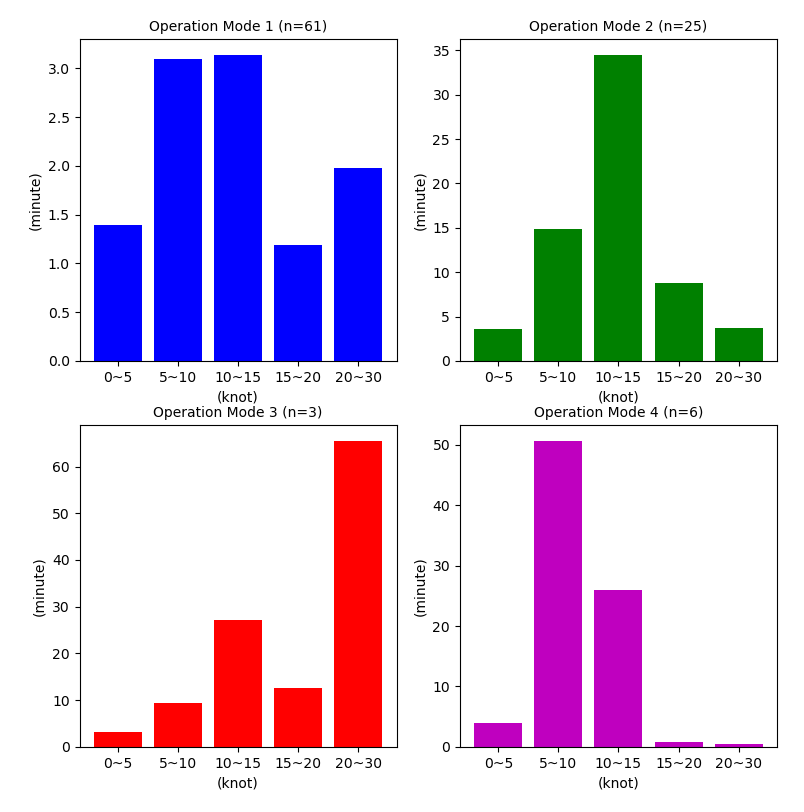 Operation Mode 1 (n=61)
(minute)
3.0
2.5
2.0
1.5
1.0
0.5
0.0
0~5 5~10 10~15 15~20 20~30
(knot)
Operation Mode 2 (n=25)
(minute)
35
30
25
20
15
10
5
0
0~5 5~10 10~15 15~20 20~30
(knot)
Operation Mode 3 (n=3)
(minute)
60
50
40
30
20
10
0
0~5 5~10 10~15 15~20 20~30
(knot)
Operation Mode 4 (n=6)
(minute)
50
40
30
20
10
0
0~5 5~10 10~15 15~20 20~30
(knot)